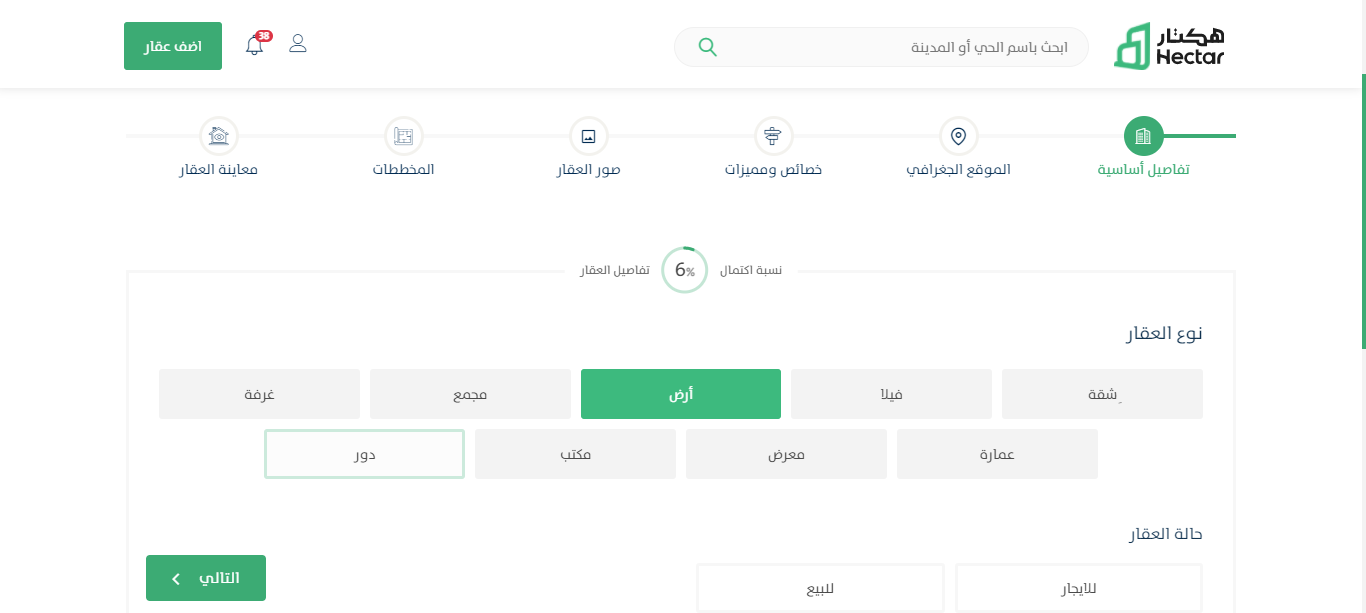 هكتار
Hectar
ابحث باسم الحي أو المدينة
38
اضف عقار
تفاصيل أساسية
الموقع الجغرافي
خصائص ومميزات
صور العقار
المخططات
معاينة العقار
نسبة اكتمال 6% تفاصيل العقار
نوع العقار
ِشقة
فيلا
أرض
مجمع
غرفة
عمارة
معرض
مكتب
دور
حالة العقار
للايجار
للبيع
التالي